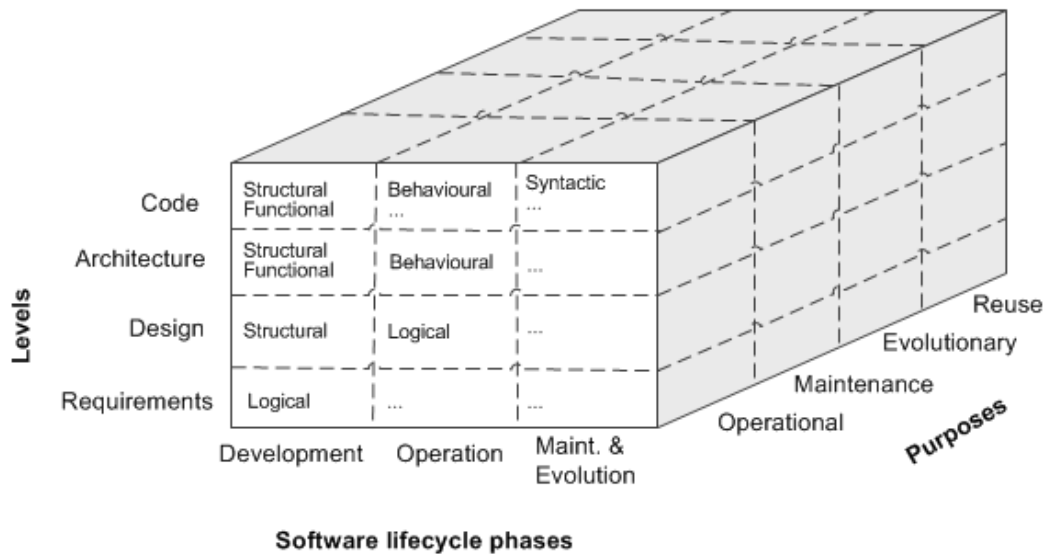 Code
Structural
Functional
Behavioural
...
Syntactic
...
Architecture
Structural
Functional
Behavioural
...
Design
Structural
Logical
...
Requirements
Logical
...
...
Levels
Development
Operation
Maint. &
Evolution
Software lifecycle phases
Operational
Maintenance
Evolutionary
Reuse
Purposes